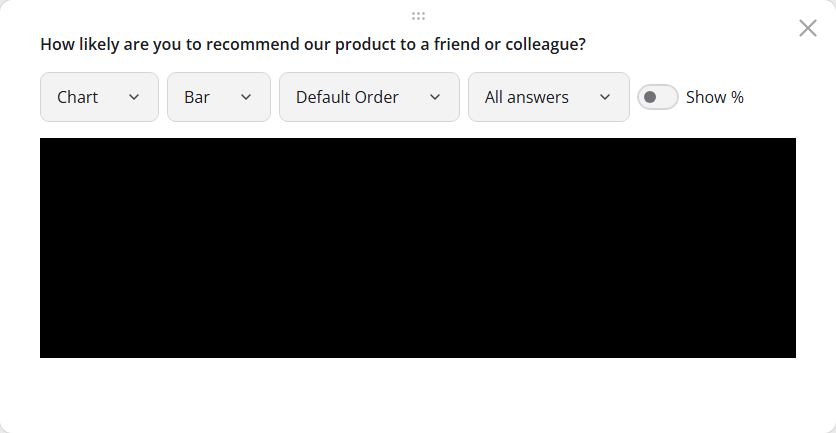 How likely are you to recommend our product to a friend or colleague?
Chart Bar Default Order All answers Show %